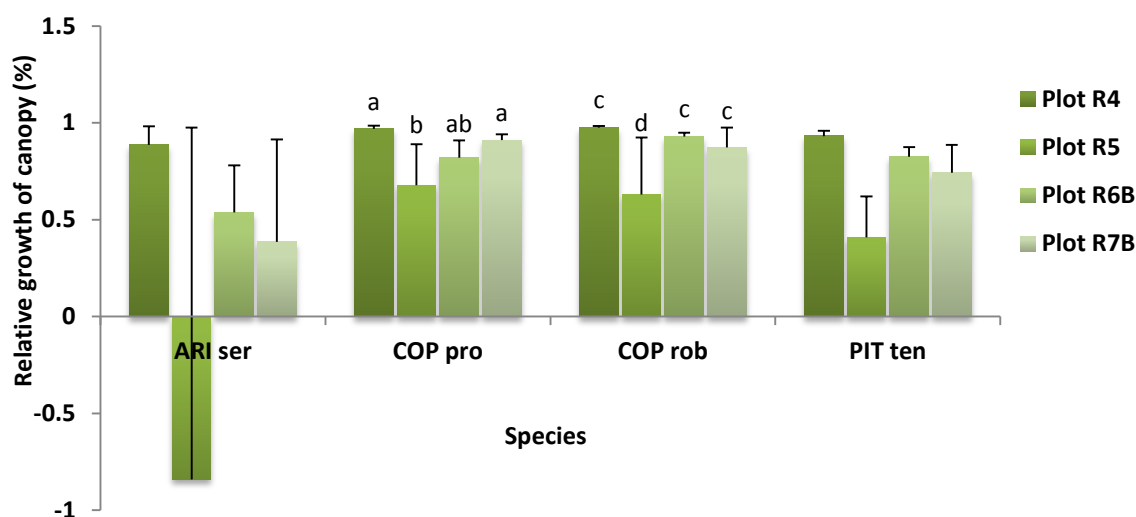 Relative growth of canopy (%)
1.5
1
0.5
0
-0.5
-1
a
b
ab
a
c
d
c
c
ARI ser
COP pro
COP rob
PIT ten
Species
Plot R4
Plot R5
Plot R6B
Plot R7B